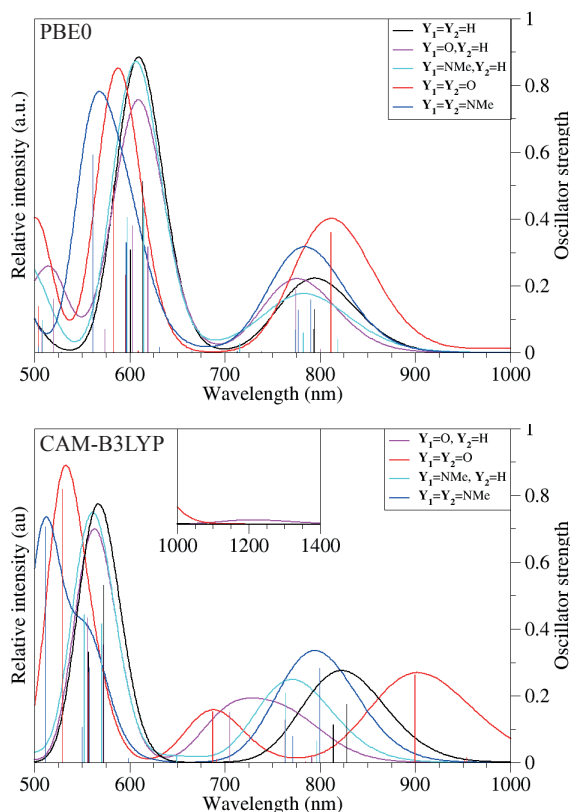 PBE0
Y1=Y2=H
Y1=O,Y2=H
Y1=NMe,Y2=H
Y1=Y2=O
Y1=Y2=NMe
Relative intensity (a.u.)
Oscillator strength
1
0.8
0.6
0.4
0.2
0
500 600 700 800 900 1000
Wavelength (nm)
CAM-B3LYP
Y1=O, Y2=H
Y1=Y2=O
Y1=NMe, Y2=H
Y1=Y2=NMe
1000 1200 1400
Relative intensity (au)
Oscillator strength
1
0.8
0.6
0.4
0.2
0
500 600 700 800 900 1000
Wavelength (nm)